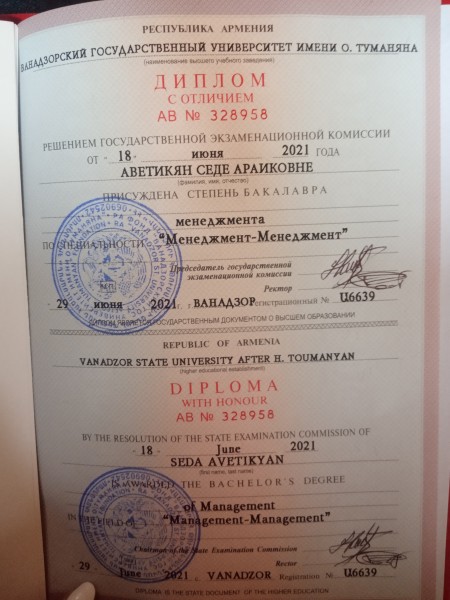 РЕСПУБЛИКА АРМЕНИЯ
ВАНАДЗОРСКИЙ ГОСУДАРСТВЕННЫЙ УНИВЕРСИТЕТ ИМЕНИ О. ТУМАНЯНА
(наименование высшего учебного заведения)
ДИПЛОМ
С ОТЛИЧИЕМ
АВ № 328958
РЕШЕНИЕМ ГОСУДАРСТВЕННОЙ ЭКЗАМЕНАЦИОННОЙ КОМИССИИ
ОТ - 18 - июня 2021 ГОДА
АВЕТИКЯН СЕДЕ АРАИКОВНЕ
(фамилия, имя, отчество)
ПРИСУЖДЕНА СТЕПЕНЬ БАКАЛАВРА
менеджмента
ПО СПЕЦИАЛЬНОСТИ "Менеджмент-Менеджмент"
Председатель государственной
экзаменационной комиссии
Ректор
М.П.
- 29 - июня 2021 г. ВАНАДЗОР Регистрационный № U6639
ДИПЛОМ ЯВЛЯЕТСЯ ГОСУДАРСТВЕННЫМ ДОКУМЕНТОМ О ВЫСШЕМ ОБРАЗОВАНИИ
REPUBLIC OF ARMENIA
VANADZOR STATE UNIVERSITY AFTER H. TOUMANYAN
(higher educational establishment)
DIPLOMA
WITH HONOUR
AB № 328958
BY THE RESOLUTION OF THE STATE EXAMINATION COMMISSION OF
- 18 - June 2021
SEDA AVETIKYAN
(first name, last name)
IS AWARDED THE BACHELOR'S DEGREE
of Management
IN THE FIELD OF "Management-Management"
Chairman of the State Examination Commission
Rector
- 29 - June 2021 VANADZOR Registration № U6639
DIPLOMA IS THE STATE DOCUMENT OF THE HIGHER EDUCATION